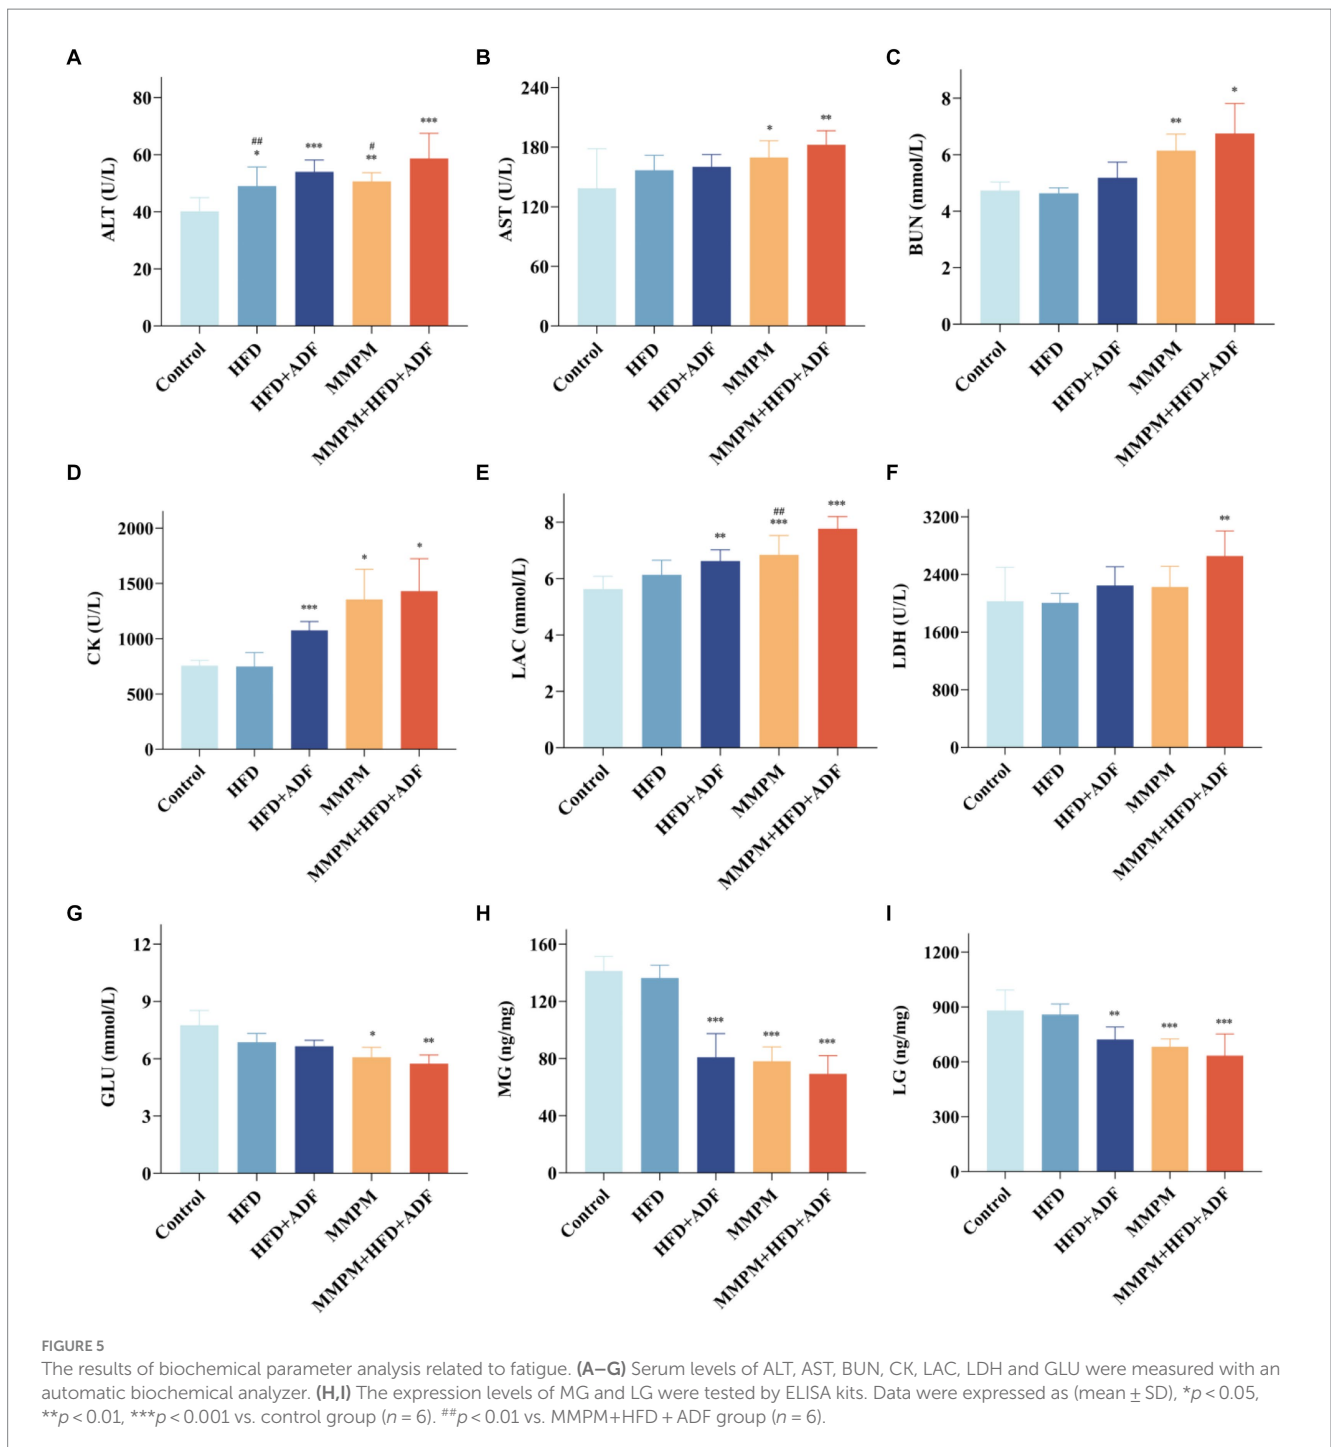 A
ALT (U/L)
80
60
40
20
0
##
*
***
#
**
***
Control
HFD
HFD+ADF
MMPM
MMPM+HFD+ADF
B
AST (U/L)
240
180
120
60
0
*
**
Control
HFD
HFD+ADF
MMPM
MMPM+HFD+ADF
C
BUN (mmol/L)
8
6
4
2
0
**
*
Control
HFD
HFD+ADF
MMPM
MMPM+HFD+ADF
D
CK (U/L)
2000
1500
1000
500
0
***
*
*
Control
HFD
HFD+ADF
MMPM
MMPM+HFD+ADF
E
LAC (mmol/L)
8
6
4
2
0
**
##
***
***
Control
HFD
HFD+ADF
MMPM
MMPM+HFD+ADF
F
LDH (U/L)
3200
2400
1600
800
0
**
Control
HFD
HFD+ADF
MMPM
MMPM+HFD+ADF
G
GLU (mmol/L)
12
9
6
3
0
*
**
Control
HFD
HFD+ADF
MMPM
MMPM+HFD+ADF
H
MG (ng/mg)
160
120
80
40
0
***
***
***
Control
HFD
HFD+ADF
MMPM
MMPM+HFD+ADF
I
LG (ng/mg)
1200
900
600
300
0
**
***
***
Control
HFD
HFD+ADF
MMPM
MMPM+HFD+ADF
FIGURE 5
The results of biochemical parameter analysis related to fatigue. (A–G) Serum levels of ALT, AST, BUN, CK, LAC, LDH and GLU were measured with an
automatic biochemical analyzer. (H,I) The expression levels of MG and LG were tested by ELISA kits. Data were expressed as (mean ± SD), *p < 0.05,
**p < 0.01, ***p < 0.001 vs. control group (n = 6). ##p < 0.01 vs. MMPM+HFD + ADF group (n = 6).